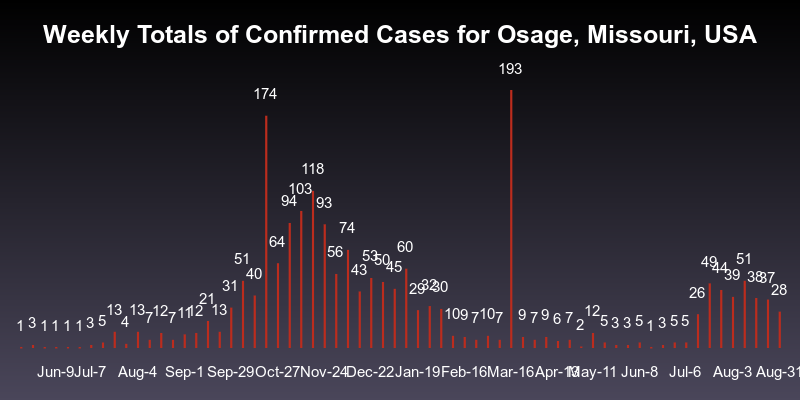 Weekly Totals of Confirmed Cases for Osage, Missouri, USA
1 3 1 1 1 1 3 5 13 4 13 7 12 7 11 12 21 13 31 51 40 174 64 94 103 118 93 56 74 43 53 50 45 60 29 32 30 10 9 7 10 7 193 9 7 9 6 7 2 12 5 3 3 5 1 3 5 5 26 49 44 39 51 38 37 28
Jun-9 Jul-7 Aug-4 Sep-1 Sep-29 Oct-27 Nov-24 Dec-22 Jan-19 Feb-16 Mar-16 Apr-13 May-11 Jun-8 Jul-6 Aug-3 Aug-31